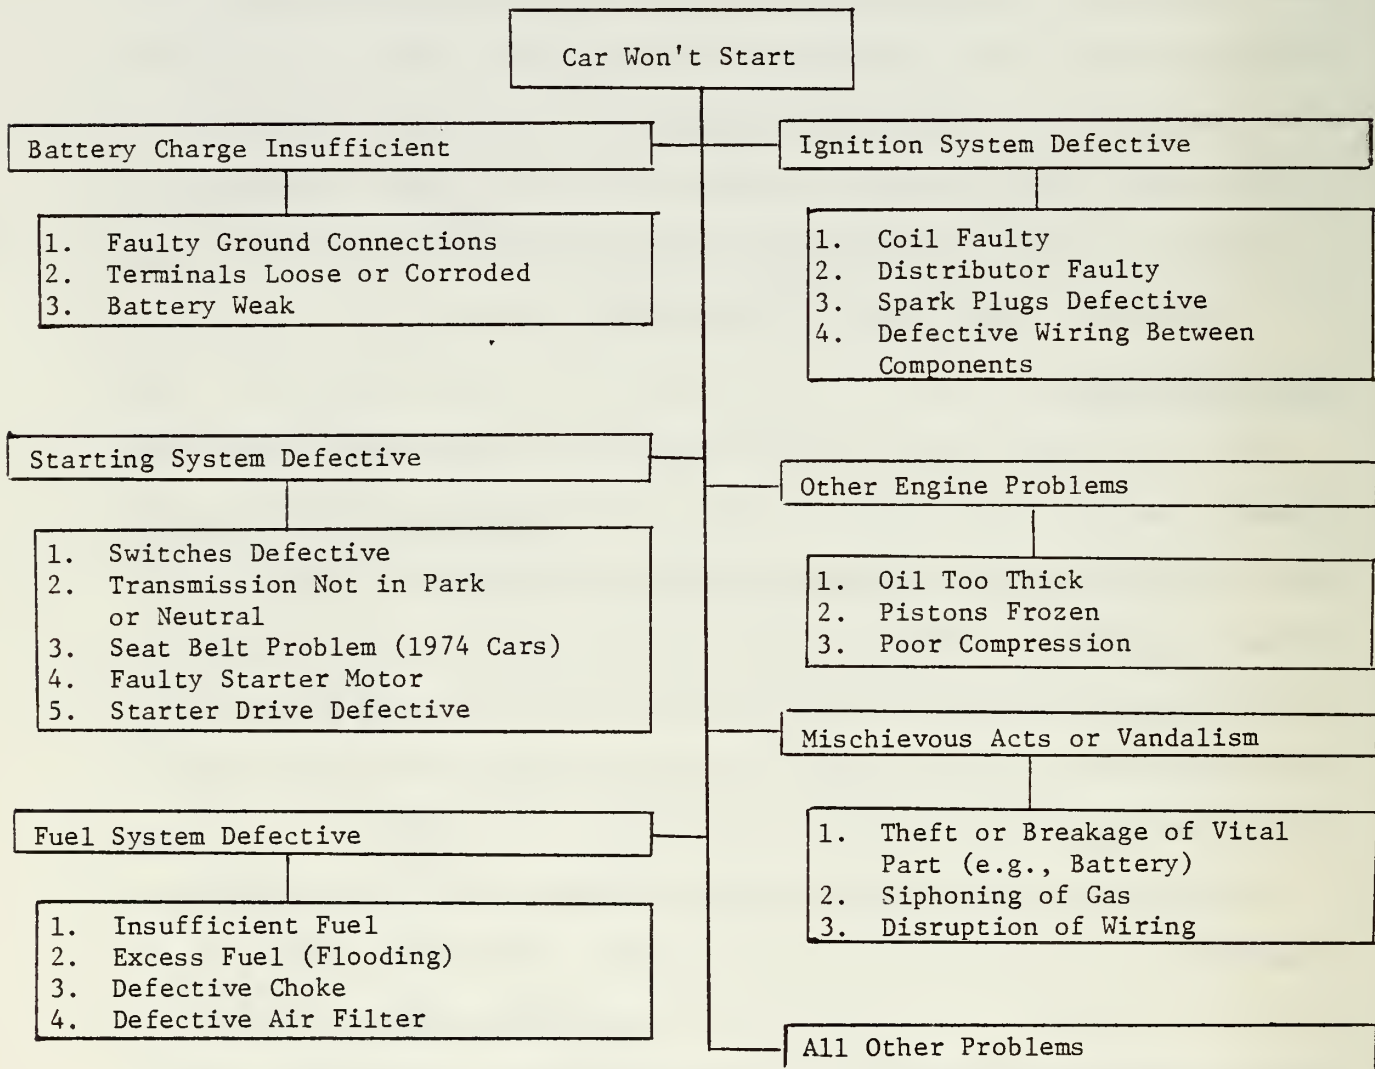 Car Won't Start
Battery Charge Insufficient
1. Faulty Ground Connections
2. Terminals Loose or Corroded
3. Battery Weak
Ignition System Defective
1. Coil Faulty
2. Distributor Faulty
3. Spark Plugs Defective
4. Defective Wiring Between
Components
Starting System Defective
1. Switches Defective
2. Transmission Not in Park
or Neutral
3. Seat Belt Problem (1974 Cars)
4. Faulty Starter Motor
5. Starter Drive Defective
Other Engine Problems
1. Oil Too Thick
2. Pistons Frozen
3. Poor Compression
Mischievous Acts or Vandalism
1. Theft or Breakage of Vital
Part (e.g., Battery)
2. Siphoning of Gas
3. Disruption of Wiring
Fuel System Defective
1. Insufficient Fuel
2. Excess Fuel (Flooding)
3. Defective Choke
4. Defective Air Filter
All Other Problems